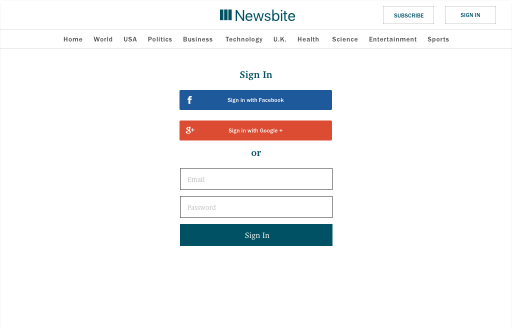 Newsbite
SUBSCRIBE
SIGN IN
Home World USA Politics Business Technology U.K. Health Science Entertainment Sports
Sign In
f Sign in with Facebook
g+ Sign in with Google +
or
Email
Password
Sign In